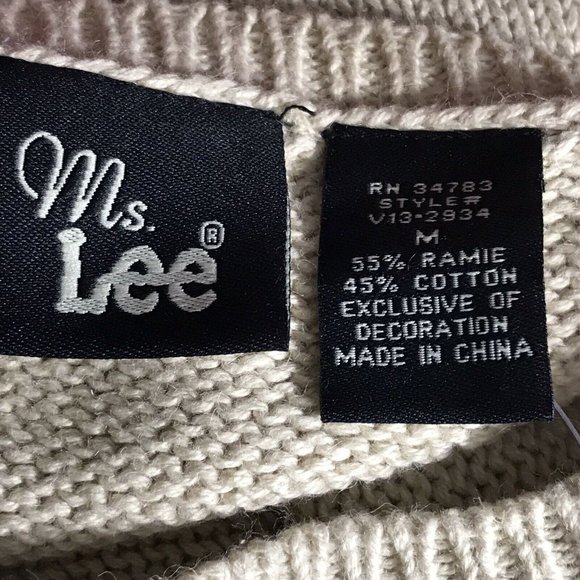 Ms.
Lee®
RN 34783
STYLE#
V13-2934
M
55% RAMIE
45% COTTON
EXCLUSIVE OF
DECORATION
MADE IN CHINA